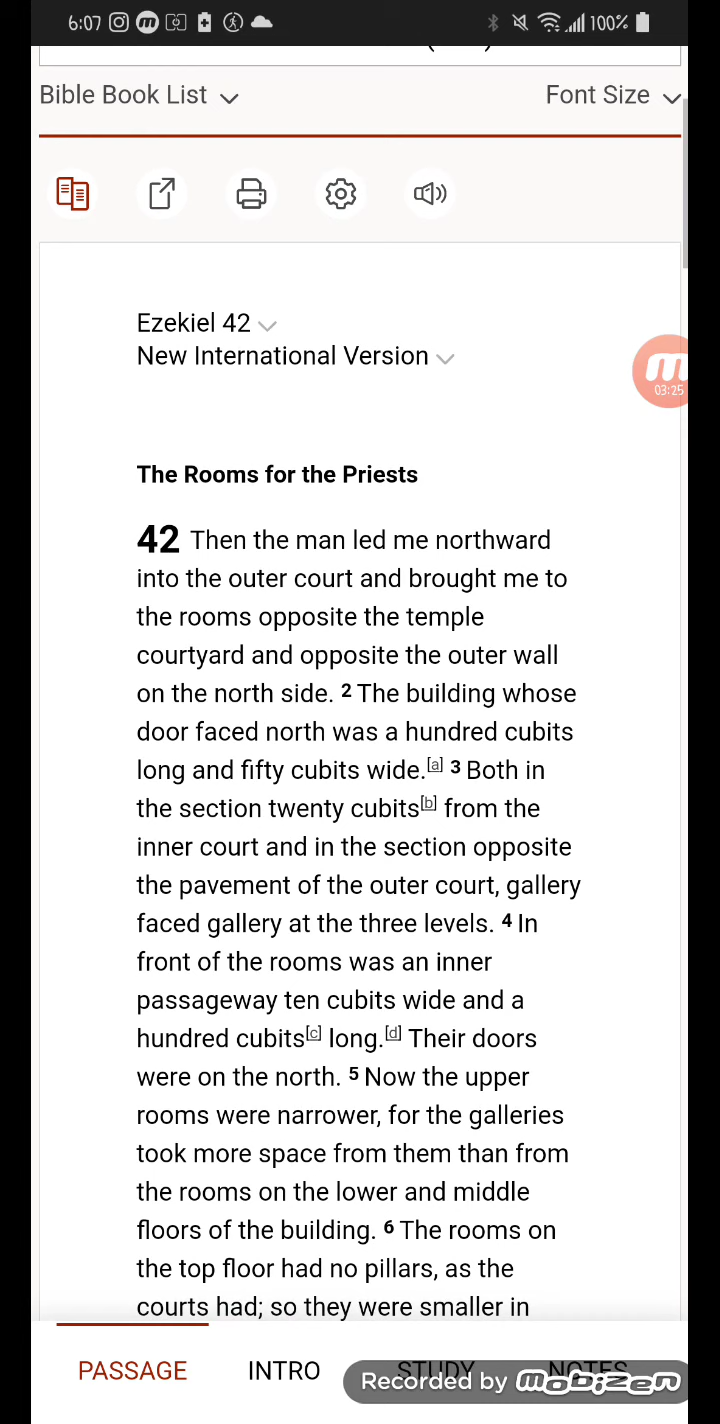 6:07 100%
Bible Book List Font Size
Ezekiel 42
New International Version
m
03:25
The Rooms for the Priests
42 Then the man led me northward
into the outer court and brought me to
the rooms opposite the temple
courtyard and opposite the outer wall
on the north side. 2 The building whose
door faced north was a hundred cubits
long and fifty cubits wide.[a] 3 Both in
the section twenty cubits[b] from the
inner court and in the section opposite
the pavement of the outer court, gallery
faced gallery at the three levels. 4 In
front of the rooms was an inner
passageway ten cubits wide and a
hundred cubits[c] long.[d] Their doors
were on the north. 5 Now the upper
rooms were narrower, for the galleries
took more space from them than from
the rooms on the lower and middle
floors of the building. 6 The rooms on
the top floor had no pillars, as the
courts had; so they were smaller in
PASSAGE INTRO STUDY NOTES
Recorded by mobizen